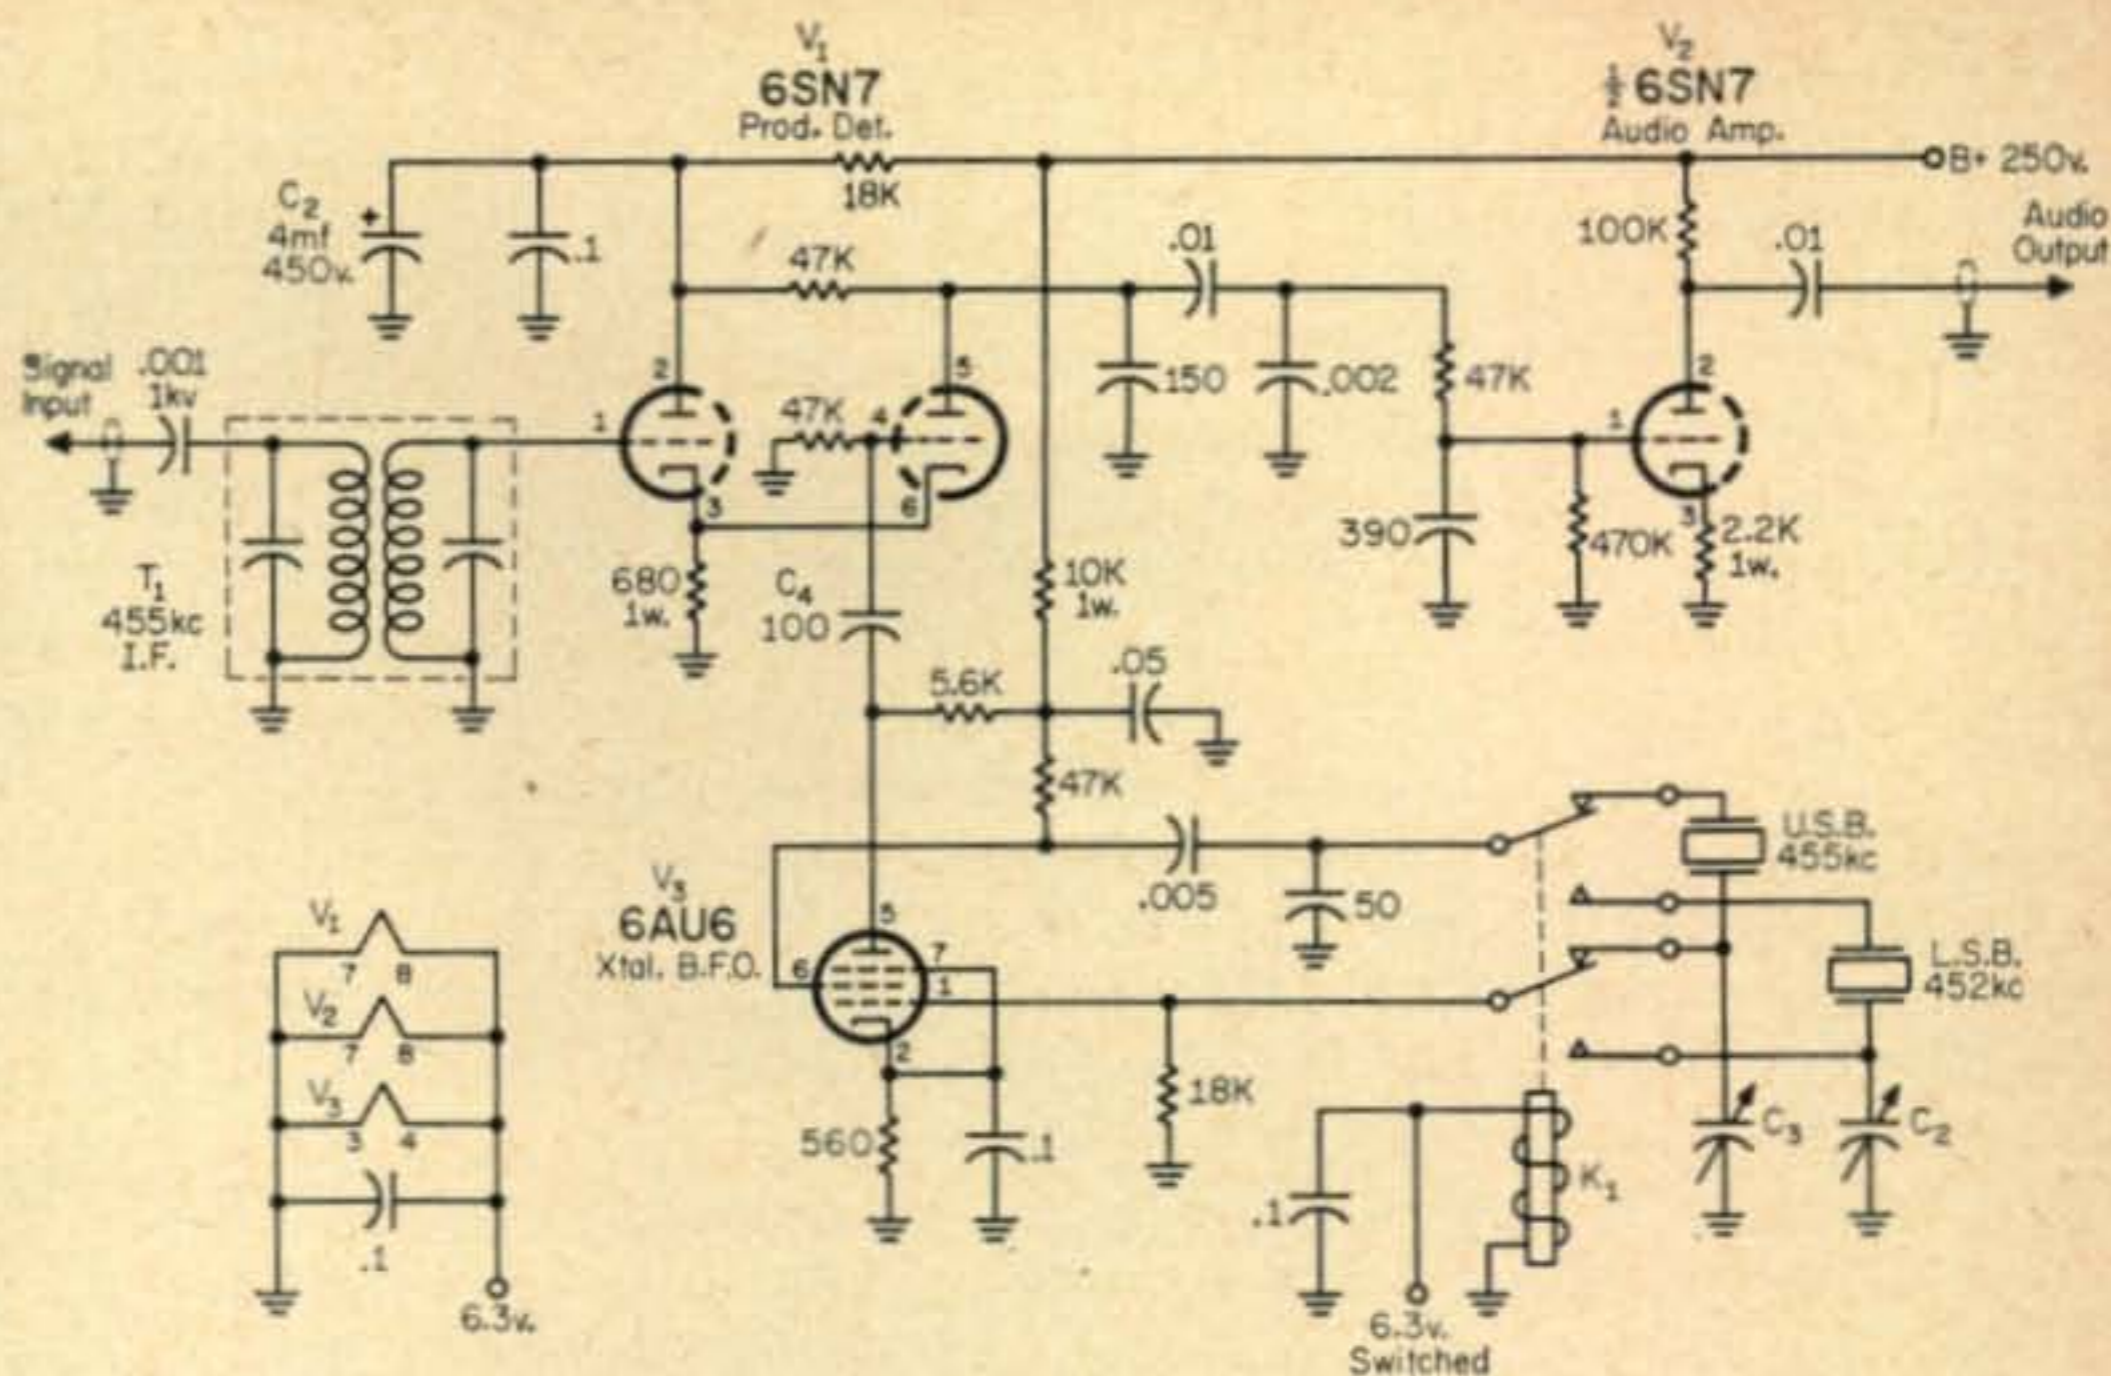 V1
6SN7
Prod. Det.
V2
½ 6SN7
Audio Amp.
B+ 250v.
C2
4mf
450v.
+
.1
18K
47K
.01
100K
.01
Audio
Output
Signal
Input
.001
1kv
2
5
47K
4
1
3
6
150
.002
47K
2
1
3
T1
455kc
I.F.
680
1w.
C4
100
10K
1w.
390
470K
2.2K
1w.
5.6K
.05
47K
.005
50
U.S.B.
455kc
L.S.B.
452kc
V3
6AU6
Xtal. B.F.O.
5
6
7
1
2
560
.1
18K
C3
C2
K1
.1
6.3v.
Switched
V1
7 8
V2
7 8
V3
3 4
.1
6.3v.